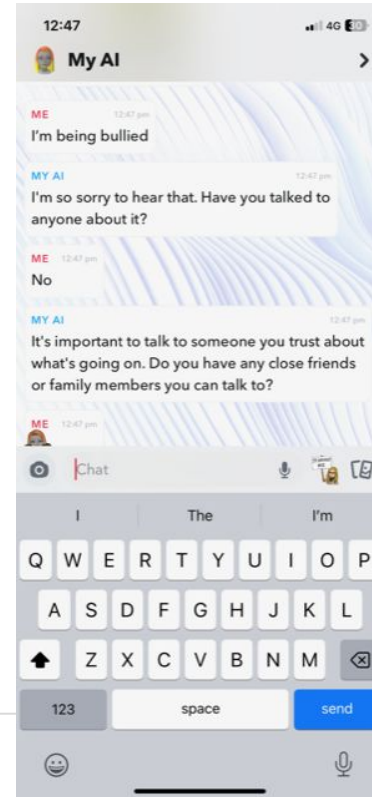 12:47
4G 30
My AI
ME 12:47 pm
I'm being bullied
MY AI 12:47 pm
I'm so sorry to hear that. Have you talked to
anyone about it?
ME 12:47 pm
No
MY AI 12:47 pm
It's important to talk to someone you trust about
what's going on. Do you have any close friends
or family members you can talk to?
ME 12:47 pm
Chat
I The I'm
Q W E R T Y U I O P
A S D F G H J K L
Z X C V B N M
123 space send